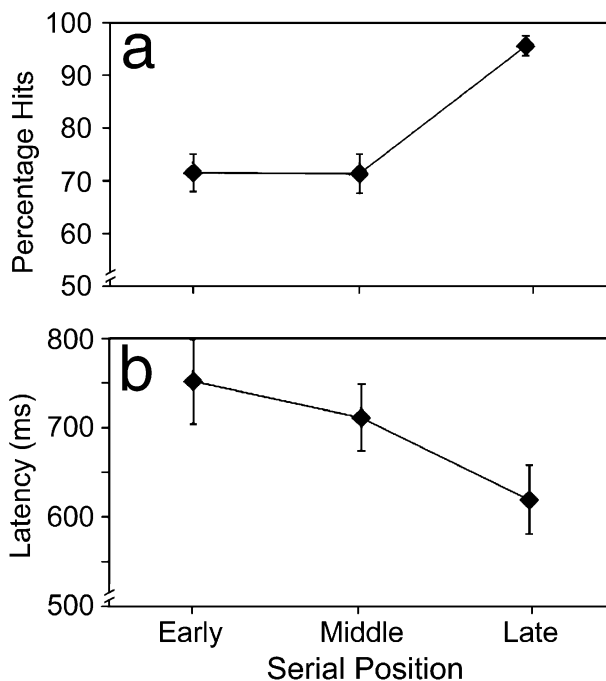 a
Percentage Hits
100
90
80
70
60
50
b
Latency (ms)
800
700
600
500
Early Middle Late
Serial Position